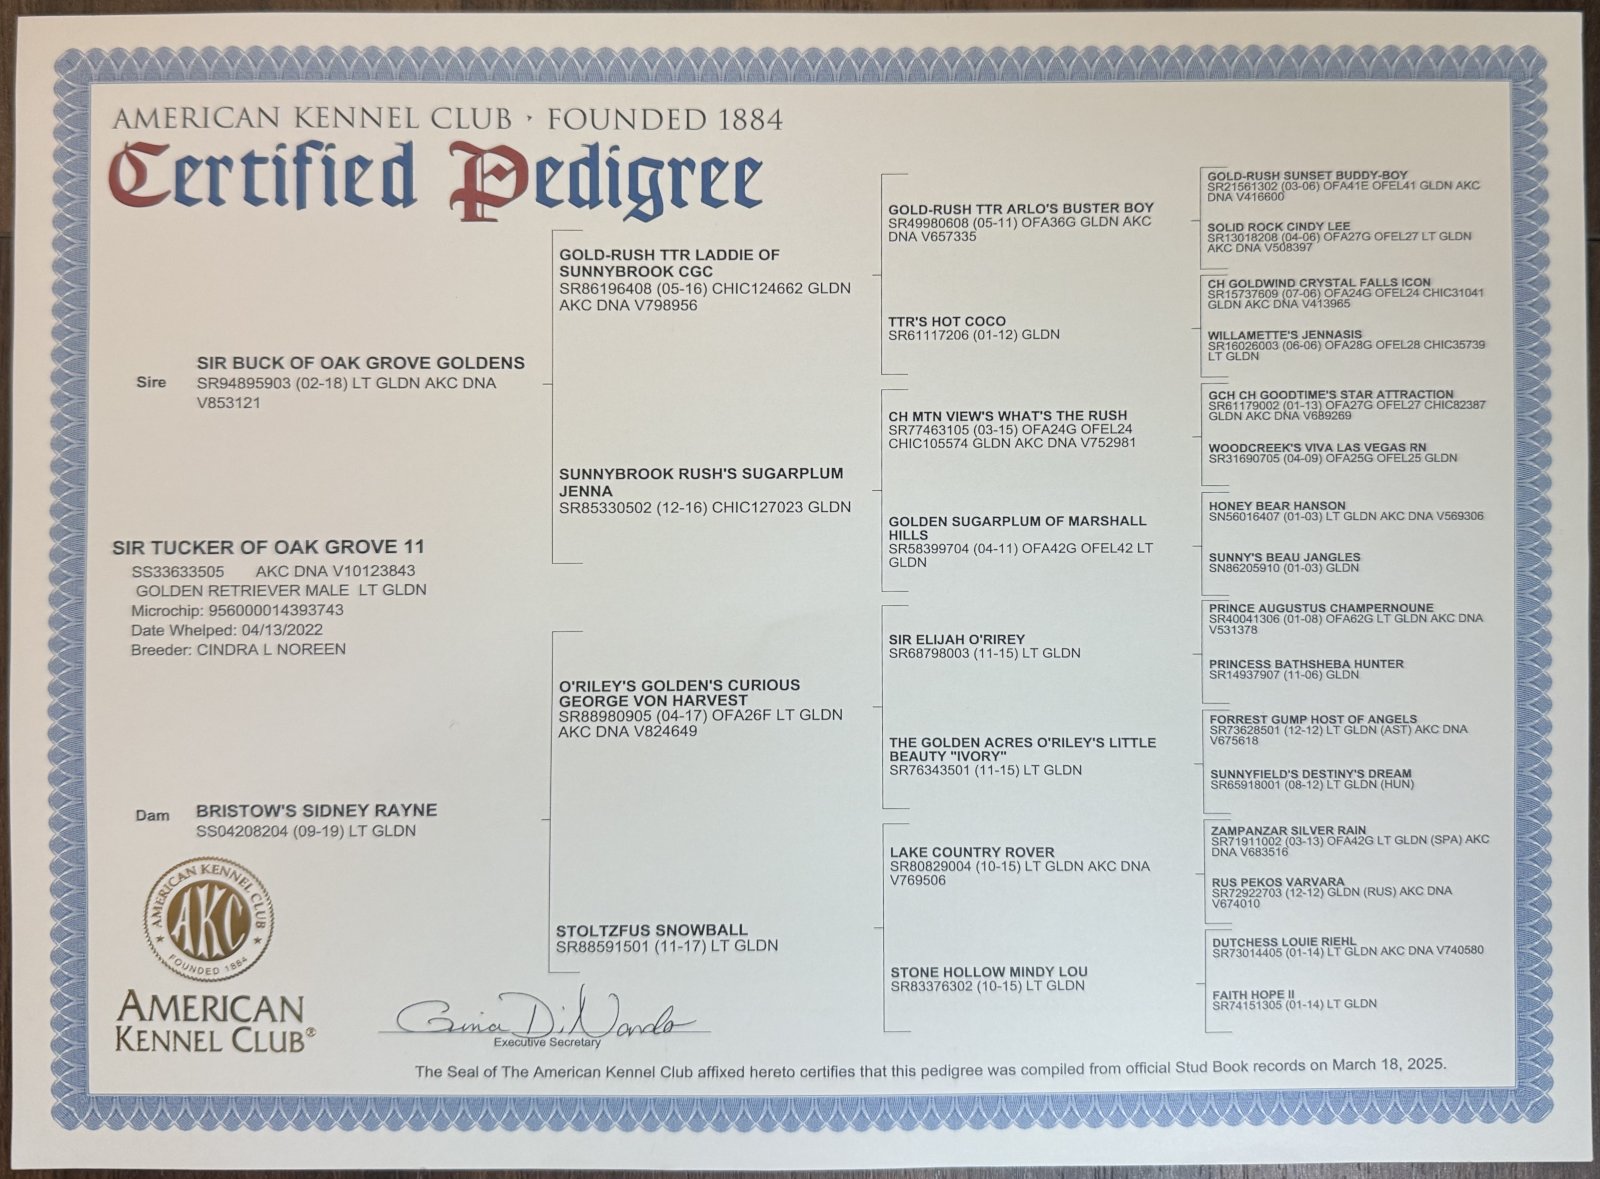 AMERICAN KENNEL CLUB · FOUNDED 1884
Certified Pedigree
Sire
SIR BUCK OF OAK GROVE GOLDENS
SR94895903 (02-18) LT GLDN AKC DNA
V853121
SIR TUCKER OF OAK GROVE 11
SS33633505 AKC DNA V10123843
GOLDEN RETRIEVER MALE LT GLDN
Microchip: 956000014393743
Date Whelped: 04/13/2022
Breeder: CINDRA L NOREEN
Dam
BRISTOW'S SIDNEY RAYNE
SS04208204 (09-19) LT GLDN
GOLD-RUSH TTR LADDIE OF
SUNNYBROOK CGC
SR86196408 (05-16) CHIC124662 GLDN
AKC DNA V798956
SUNNYBROOK RUSH'S SUGARPLUM
JENNA
SR85330502 (12-16) CHIC127023 GLDN
O'RILEY'S GOLDEN'S CURIOUS
GEORGE VON HARVEST
SR88980905 (04-17) OFA26F LT GLDN
AKC DNA V824649
STOLTZFUS SNOWBALL
SR88591501 (11-17) LT GLDN
GOLD-RUSH TTR ARLO'S BUSTER BOY
SR49980608 (05-11) OFA36G GLDN AKC
DNA V657335
TTR'S HOT COCO
SR61117206 (01-12) GLDN
CH MTN VIEW'S WHAT'S THE RUSH
SR77463105 (03-15) OFA24G OFEL24
CHIC105574 GLDN AKC DNA V752981
GOLDEN SUGARPLUM OF MARSHALL
HILLS
SR58399704 (04-11) OFA42G OFEL42 LT
GLDN
SIR ELIJAH O'RIREY
SR68798003 (11-15) LT GLDN
THE GOLDEN ACRES O'RILEY'S LITTLE
BEAUTY "IVORY"
SR76343501 (11-15) LT GLDN
LAKE COUNTRY ROVER
SR80829004 (10-15) LT GLDN AKC DNA
V769506
STONE HOLLOW MINDY LOU
SR83376302 (10-15) LT GLDN
GOLD-RUSH SUNSET BUDDY-BOY
SR21561302 (03-06) OFA41E OFEL41 GLDN AKC
DNA V416600
SOLID ROCK CINDY LEE
SR13018208 (04-06) OFA27G OFEL27 LT GLDN
AKC DNA V508397
CH GOLDWIND CRYSTAL FALLS ICON
SR15737609 (07-06) OFA24G OFEL24 CHIC31041
GLDN AKC DNA V413965
WILLAMETTE'S JENNASIS
SR16026003 (06-06) OFA28G OFEL28 CHIC35739
LT GLDN
GCH CH GOODTIME'S STAR ATTRACTION
SR61179002 (01-13) OFA27G OFEL27 CHIC82387
GLDN AKC DNA V689269
WOODCREEK'S VIVA LAS VEGAS RN
SR31690705 (04-09) OFA25G OFEL25 GLDN
HONEY BEAR HANSON
SN56016407 (01-03) LT GLDN AKC DNA V569306
SUNNY'S BEAU JANGLES
SN86205910 (01-03) GLDN
PRINCE AUGUSTUS CHAMPERNOUNE
SR40041306 (01-08) OFA62G LT GLDN AKC DNA
V531378
PRINCESS BATHSHEBA HUNTER
SR14937907 (11-06) GLDN
FORREST GUMP HOST OF ANGELS
SR73628501 (12-12) LT GLDN (AST) AKC DNA
V675618
SUNNYFIELD'S DESTINY'S DREAM
SR65918001 (08-12) LT GLDN (HUN)
ZAMPANZAR SILVER RAIN
SR71911002 (03-13) OFA42G LT GLDN (SPA) AKC
DNA V683516
RUS PEKOS VARVARA
SR72922703 (12-12) GLDN (RUS) AKC DNA
V674010
DUTCHESS LOUIE RIEHL
SR73014405 (01-14) LT GLDN AKC DNA V740580
FAITH HOPE II
SR74151305 (01-14) LT GLDN
AMERICAN KENNEL CLUB
AKC
FOUNDED 1884
AMERICAN
KENNEL CLUB®
Gina DiNardo
Executive Secretary
The Seal of The American Kennel Club affixed hereto certifies that this pedigree was compiled from official Stud Book records on March 18, 2025.